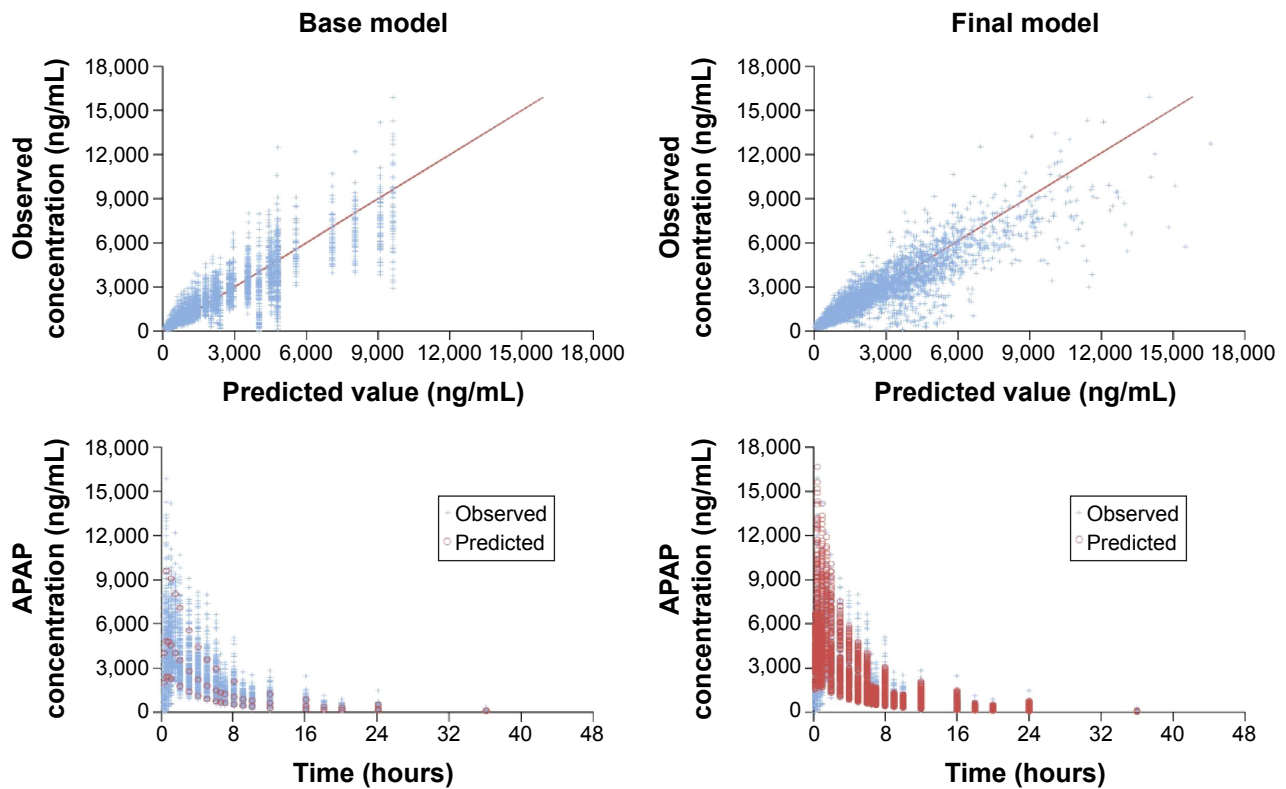 Base model
Observed
concentration (ng/mL)
18,000
15,000
12,000
9,000
6,000
3,000
0
0 3,000 6,000 9,000 12,000 15,000 18,000
Predicted value (ng/mL)
Final model
Observed
concentration (ng/mL)
18,000
15,000
12,000
9,000
6,000
3,000
0
0 3,000 6,000 9,000 12,000 15,000 18,000
Predicted value (ng/mL)
APAP
concentration (ng/mL)
18,000
15,000
12,000
9,000
6,000
3,000
0
Observed
Predicted
0 8 16 24 32 40 48
Time (hours)
APAP
concentration (ng/mL)
18,000
15,000
12,000
9,000
6,000
3,000
0
Observed
Predicted
0 8 16 24 32 40 48
Time (hours)